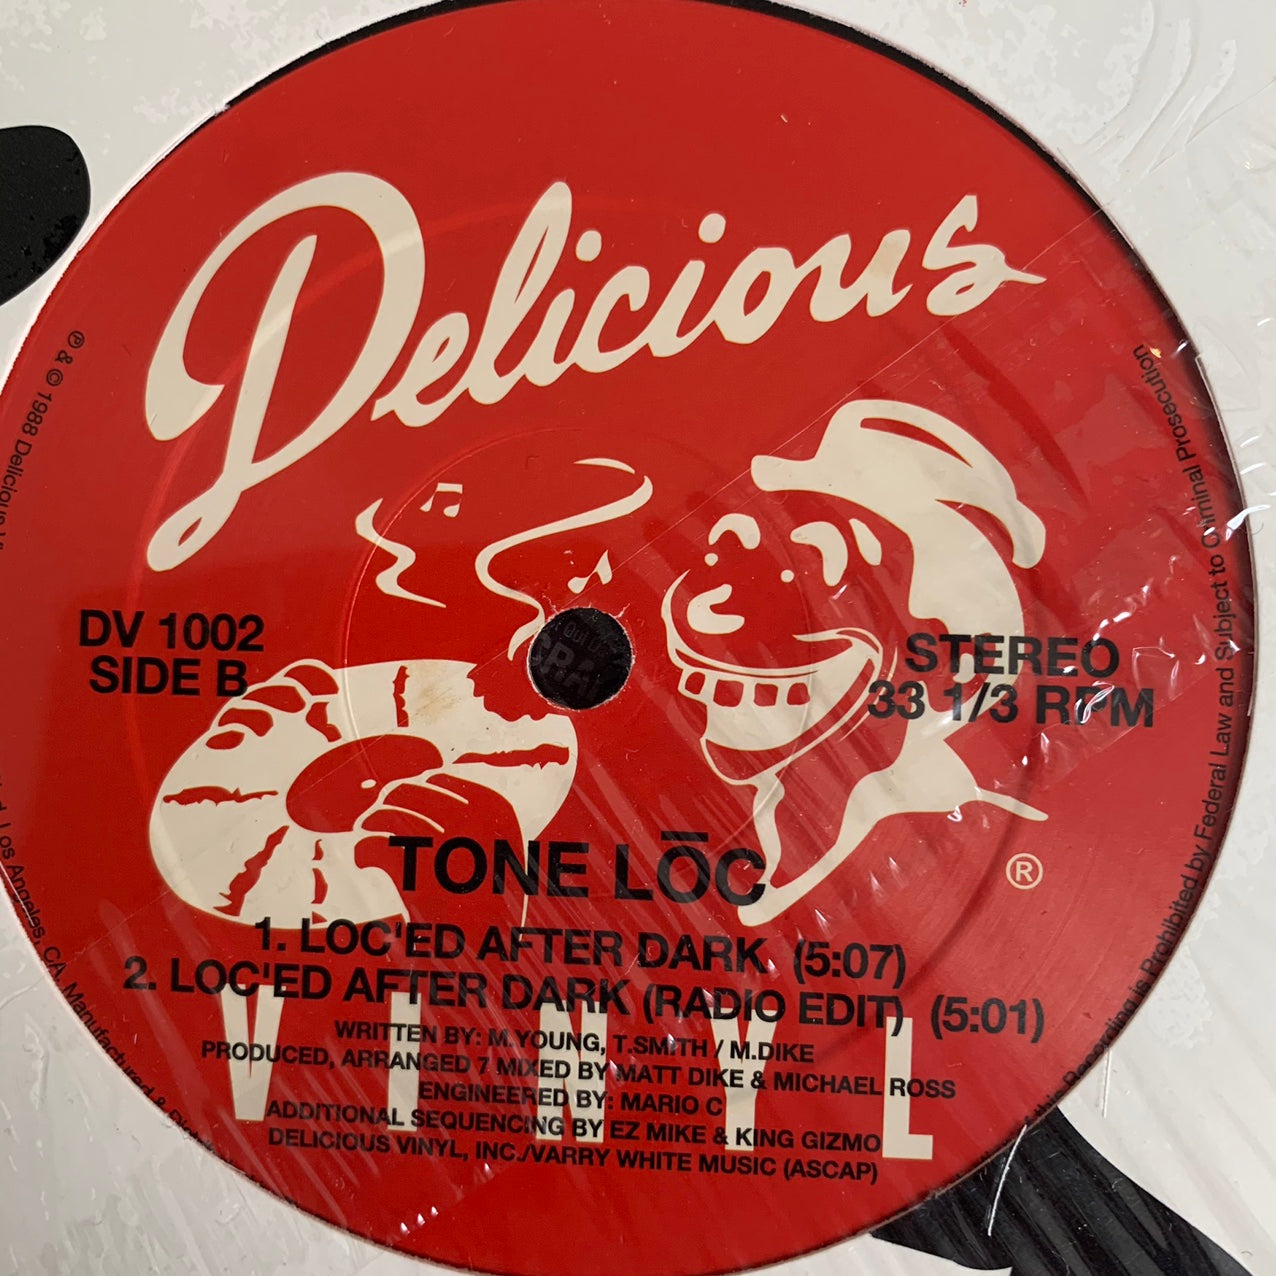 Delicious
DV 1002
SIDE B
STEREO
33 1/3 RPM
®
TONE LŌC
1. LOC'ED AFTER DARK (5:07)
2. LOC'ED AFTER DARK (RADIO EDIT) (5:01)
VINYL
WRITTEN BY: M.YOUNG, T.SMITH / M.DIKE
PRODUCED, ARRANGED 7 MIXED BY MATT DIKE & MICHAEL ROSS
ENGINEERED BY: MARIO C
ADDITIONAL SEQUENCING BY EZ MIKE & KING GIZMO
DELICIOUS VINYL, INC./VARRY WHITE MUSIC (ASCAP)
℗ & © 1988 Delicious
Los Angeles, CA. Manufactured &
Recording is Prohibited by Federal Law and Subject to Criminal Prosecution